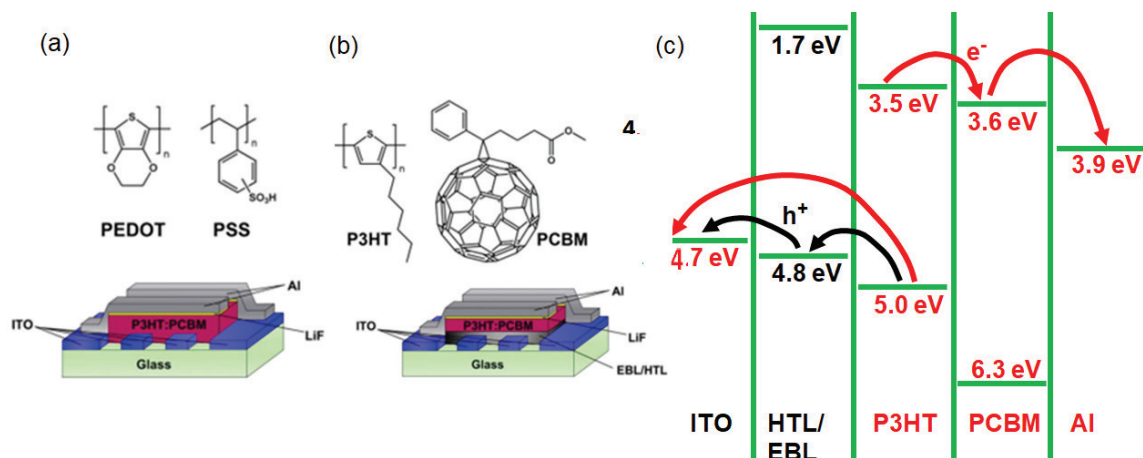 (a)
S
n
O
O
n
SO3H
PEDOT
PSS
Al
ITO
P3HT:PCBM
LiF
Glass
(b)
S
n
O
O
P3HT
PCBM
Al
ITO
P3HT:PCBM
LiF
Glass
EBL/HTL
(c)
4.
1.7 eV
e-
3.5 eV
3.6 eV
3.9 eV
h+
4.7 eV
4.8 eV
5.0 eV
6.3 eV
ITO
HTL/
EBL
P3HT
PCBM
Al